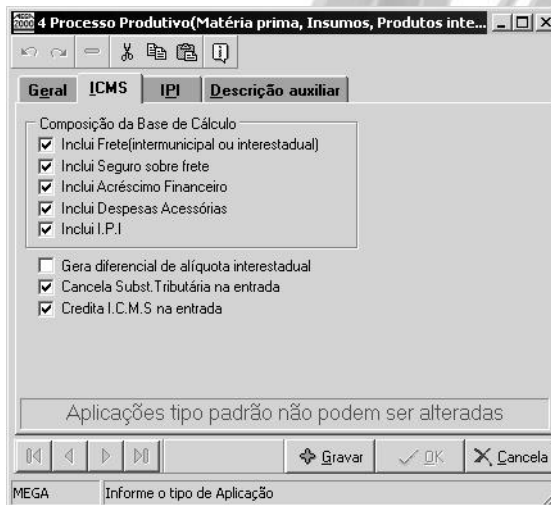 2000 4 Processo Produtivo(Matéria prima, Insumos, Produtos inte...
Geral ICMS IPI Descrição auxiliar
Composição da Base de Cálculo
Inclui Frete(intermunicipal ou interestadual)
Inclui Seguro sobre frete
Inclui Acréscimo Financeiro
Inclui Despesas Acessórias
Inclui I.P.I
Gera diferencial de alíquota interestadual
Cancela Subst.Tributária na entrada
Credita I.C.M.S na entrada
Aplicações tipo padrão não podem ser alteradas
Gravar OK Cancela
MEGA Informe o tipo de Aplicação